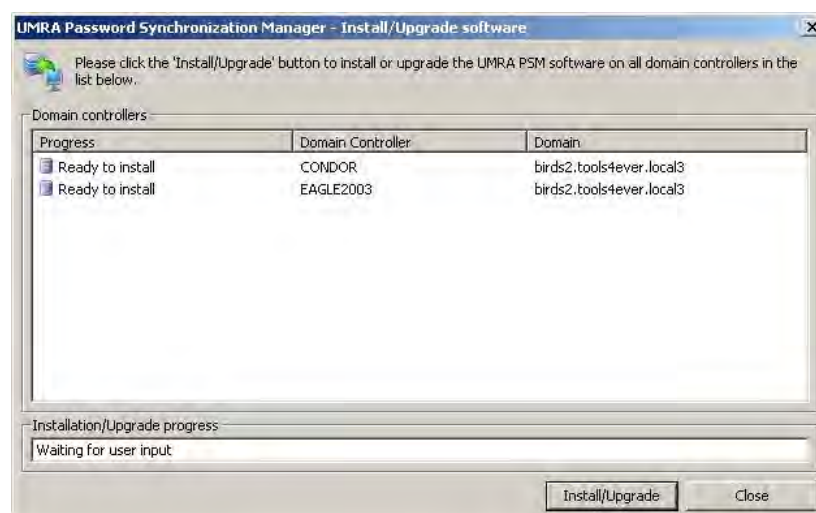 UMRA Password Synchronization Manager - Install/Upgrade software
Please click the 'Install/Upgrade' button to install or upgrade the UMRA PSM software on all domain controllers in the
list below.
Domain controllers
Progress Domain Controller Domain
Ready to install CONDOR birds2.tools4ever.local3
Ready to install EAGLE2003 birds2.tools4ever.local3
Installation/Upgrade progress
Waiting for user input
Install/Upgrade Close